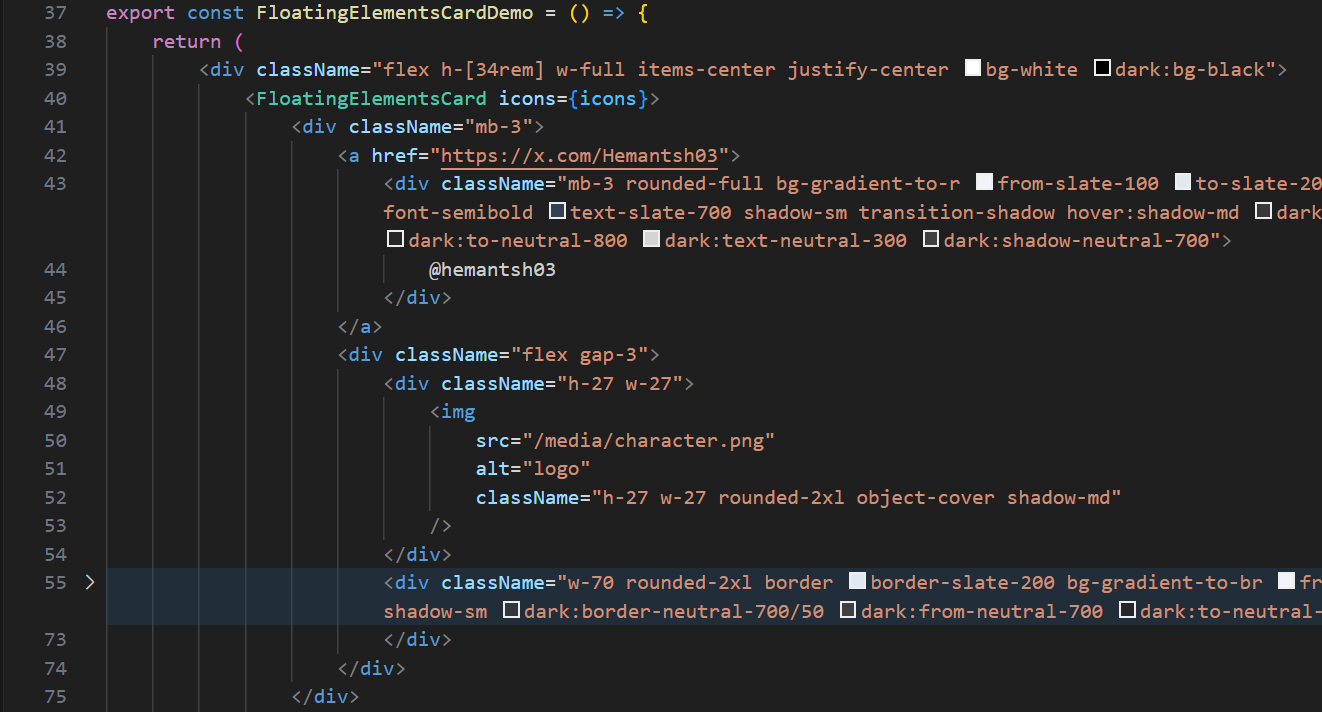 37 export const FloatingElementsCardDemo = () => {
38 return (
39 <div className="flex h-[34rem] w-full items-center justify-center bg-white dark:bg-black">
40 <FloatingElementsCard icons={icons}>
41 <div className="mb-3">
42 <a href="https://x.com/Hemantsh03">
43 <div className="mb-3 rounded-full bg-gradient-to-r from-slate-100 to-slate-20
font-semibold text-slate-700 shadow-sm transition-shadow hover:shadow-md dark
dark:to-neutral-800 dark:text-neutral-300 dark:shadow-neutral-700">
44 @hemantsh03
45 </div>
46 </a>
47 <div className="flex gap-3">
48 <div className="h-27 w-27">
49 <img
50 src="/media/character.png"
51 alt="logo"
52 className="h-27 w-27 rounded-2xl object-cover shadow-md"
53 />
54 </div>
55 <div className="w-70 rounded-2xl border border-slate-200 bg-gradient-to-br fr
shadow-sm dark:border-neutral-700/50 dark:from-neutral-700 dark:to-neutral-
73 </div>
74 </div>
75 </div>